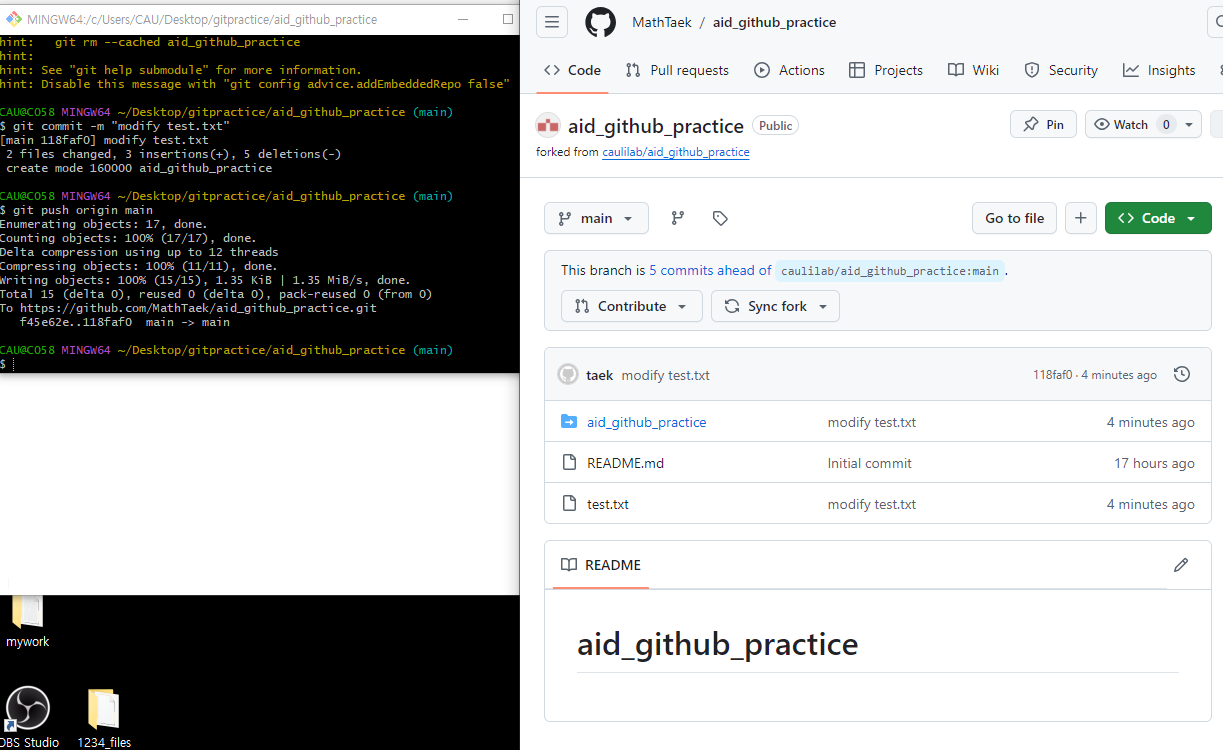 MINGW64:/c/Users/CAU/Desktop/gitpractice/aid_github_practice
hint:   git rm --cached aid_github_practice
hint:
hint: See "git help submodule" for more information.
hint: Disable this message with "git config advice.addEmbeddedRepo false"
CAU@CO58 MINGW64 ~/Desktop/gitpractice/aid_github_practice (main)
$ git commit -m "modify test.txt"
[main 118faf0] modify test.txt
 2 files changed, 3 insertions(+), 5 deletions(-)
 create mode 160000 aid_github_practice
CAU@CO58 MINGW64 ~/Desktop/gitpractice/aid_github_practice (main)
$ git push origin main
Enumerating objects: 17, done.
Counting objects: 100% (17/17), done.
Delta compression using up to 12 threads
Compressing objects: 100% (11/11), done.
Writing objects: 100% (15/15), 1.35 KiB | 1.35 MiB/s, done.
Total 15 (delta 0), reused 0 (delta 0), pack-reused 0 (from 0)
To https://github.com/MathTaek/aid_github_practice.git
   f45e62e..118faf0  main -> main
CAU@CO58 MINGW64 ~/Desktop/gitpractice/aid_github_practice (main)
$
mywork
OBS Studio
1234_files
MathTaek / aid_github_practice
Code Pull requests Actions Projects Wiki Security Insights
aid_github_practice Public
Pin Watch 0
forked from caulilab/aid_github_practice
main Go to file + Code
This branch is 5 commits ahead of caulilab/aid_github_practice:main.
Contribute Sync fork
taek modify test.txt 118faf0 · 4 minutes ago
aid_github_practice modify test.txt 4 minutes ago
README.md Initial commit 17 hours ago
test.txt modify test.txt 4 minutes ago
README
aid_github_practice